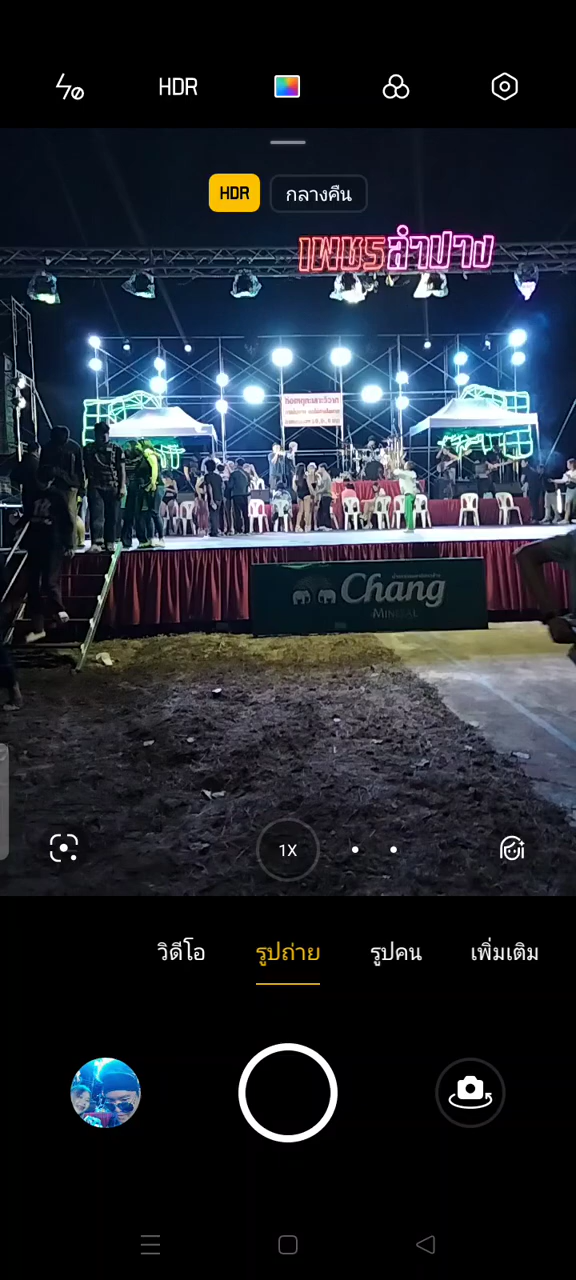 HDR
HDR
กลางคืน
เพชรลำปาง
Chang
MINERAL
1X
วิดีโอ
รูปถ่าย
รูปคน
เพิ่มเติม